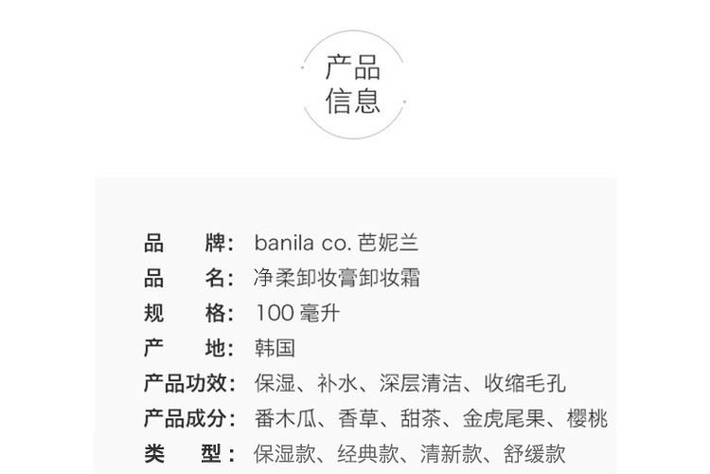 产品
信息
品 牌： banila co. 芭妮兰
品 名： 净柔卸妆膏卸妆霜
规 格： 100 毫升
产 地： 韩国
产品功效： 保湿、补水、深层清洁、收缩毛孔
产品成分： 番木瓜、香草、甜茶、金虎尾果、樱桃
类 型： 保湿款、经典款、清新款、舒缓款